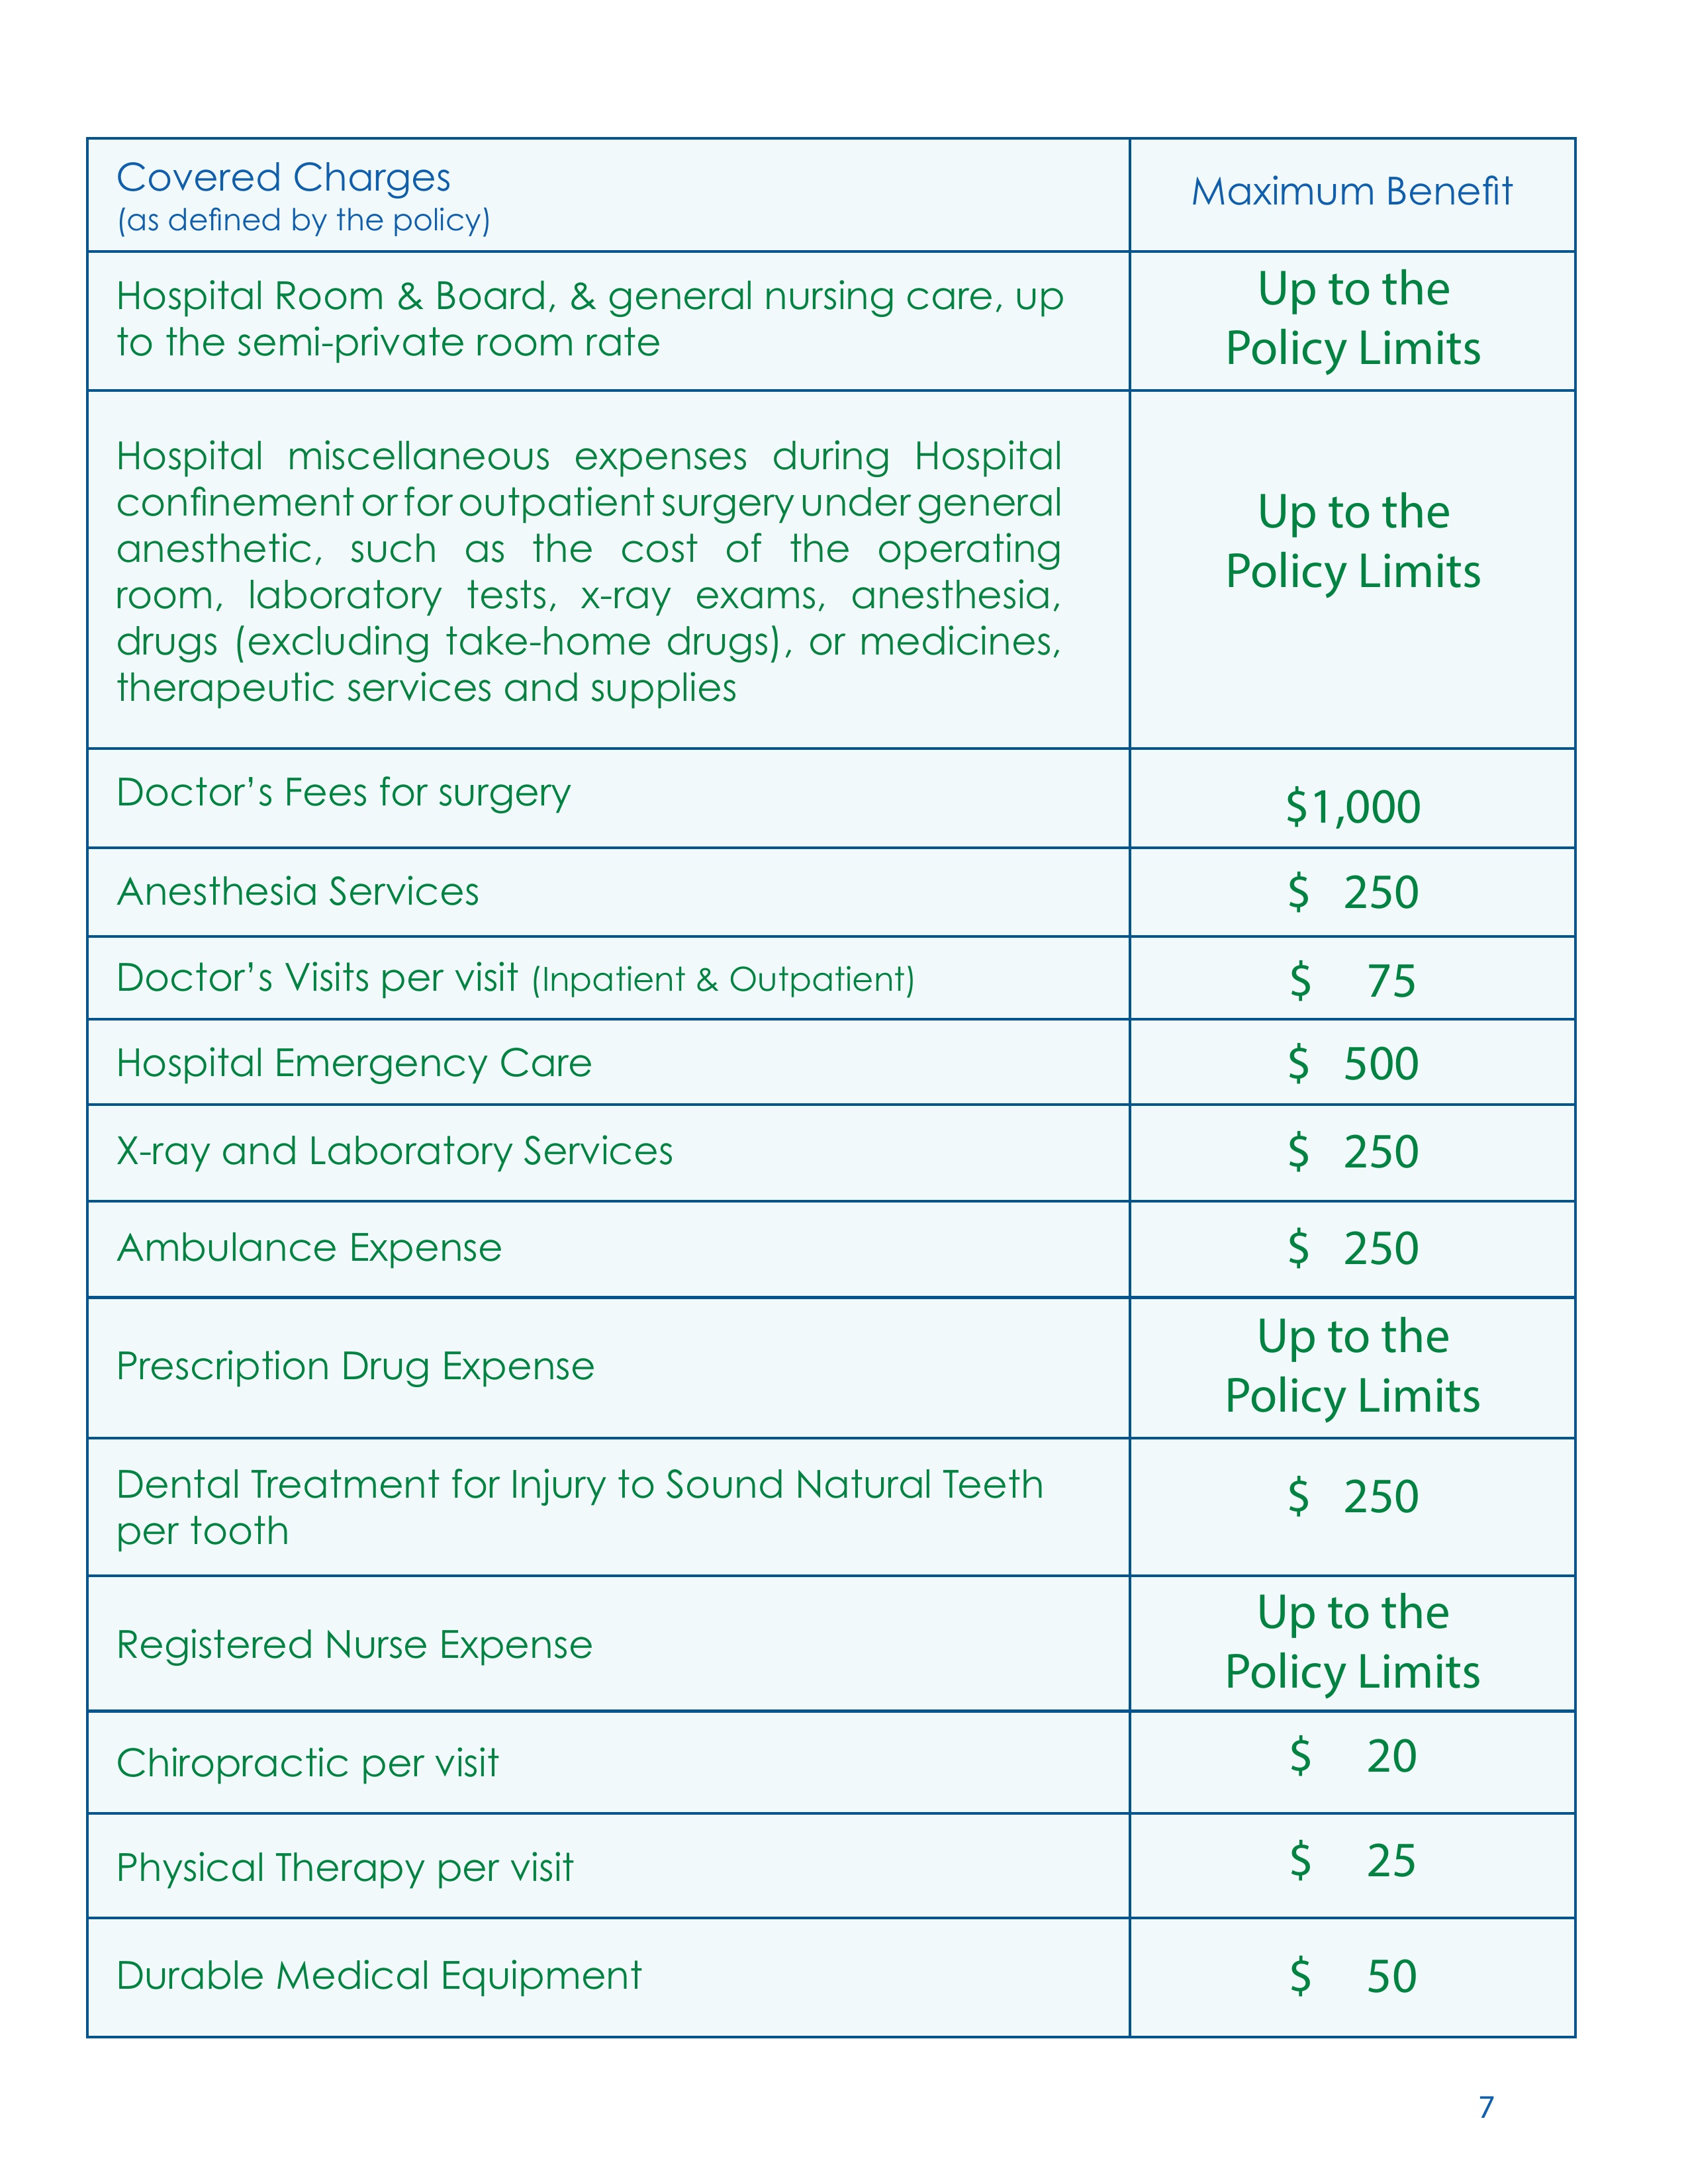 Covered Charges
(as defined by the policy)
Maximum Benefit
Hospital Room & Board, & general nursing care, up
to the semi-private room rate
Up to the
Policy Limits
Hospital miscellaneous expenses during Hospital
confinement or for outpatient surgery under general
anesthetic, such as the cost of the operating
room, laboratory tests, x-ray exams, anesthesia,
drugs (excluding take-home drugs), or medicines,
therapeutic services and supplies
Up to the
Policy Limits
Doctor’s Fees for surgery
$1,000
Anesthesia Services
$ 250
Doctor’s Visits per visit (Inpatient & Outpatient)
$ 75
Hospital Emergency Care
$ 500
X-ray and Laboratory Services
$ 250
Ambulance Expense
$ 250
Prescription Drug Expense
Up to the
Policy Limits
Dental Treatment for Injury to Sound Natural Teeth
per tooth
$ 250
Registered Nurse Expense
Up to the
Policy Limits
Chiropractic per visit
$ 20
Physical Therapy per visit
$ 25
Durable Medical Equipment
$ 50
7